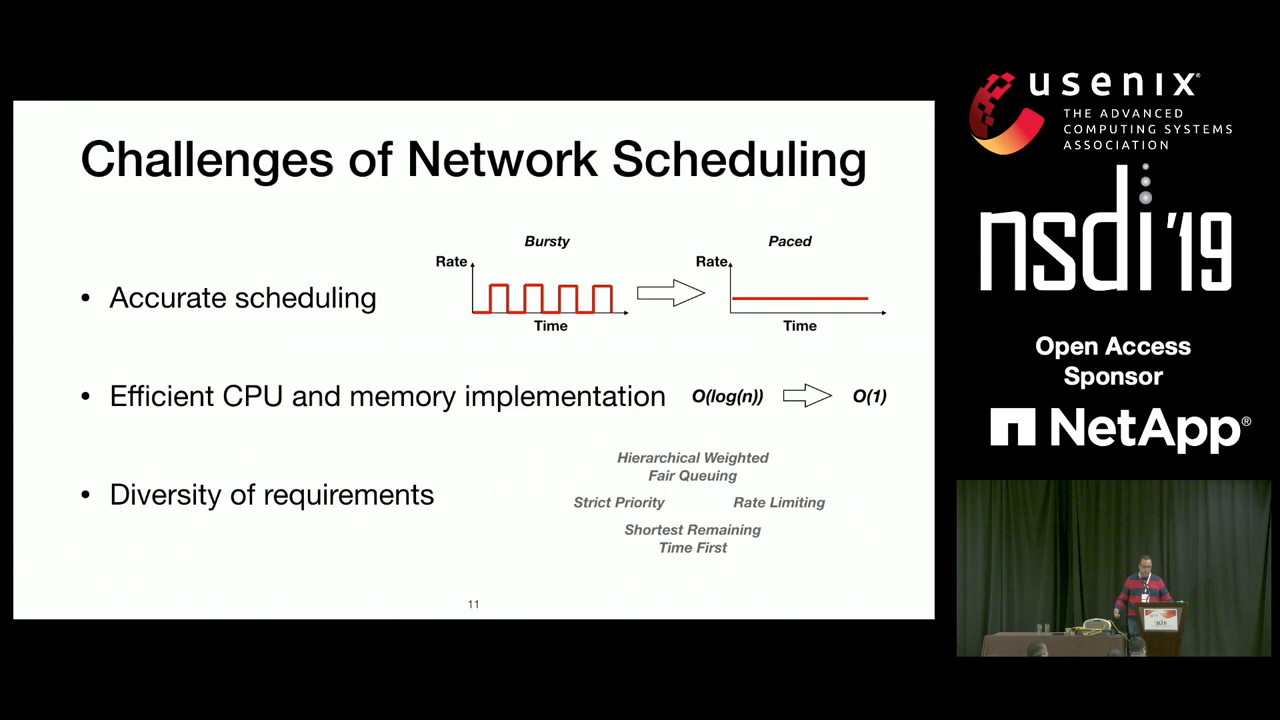 Challenges of Network Scheduling
Bursty
Paced
Rate
Rate
• Accurate scheduling
Time
Time
• Efficient CPU and memory implementation
O(log(n))
O(1)
Hierarchical Weighted
Fair Queuing
• Diversity of requirements
Strict Priority
Rate Limiting
Shortest Remaining
Time First
11
usenix®
THE ADVANCED
COMPUTING SYSTEMS
ASSOCIATION
nsdi '19
Open Access
Sponsor
NetApp®